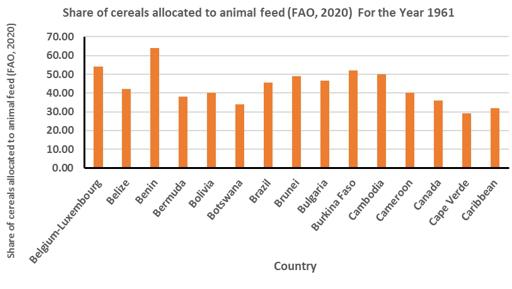 Share of cereals allocated to animal feed (FAO, 2020) For the Year 1961
Share of cereals allocated to animal feed (FAO, 2020)
70.00
60.00
50.00
40.00
30.00
20.00
10.00
0.00
Belgium-Luxembourg
Belize
Benin
Bermuda
Bolivia
Botswana
Brazil
Brunei
Bulgaria
Burkina Faso
Cambodia
Cameroon
Canada
Cape Verde
Caribbean
Country